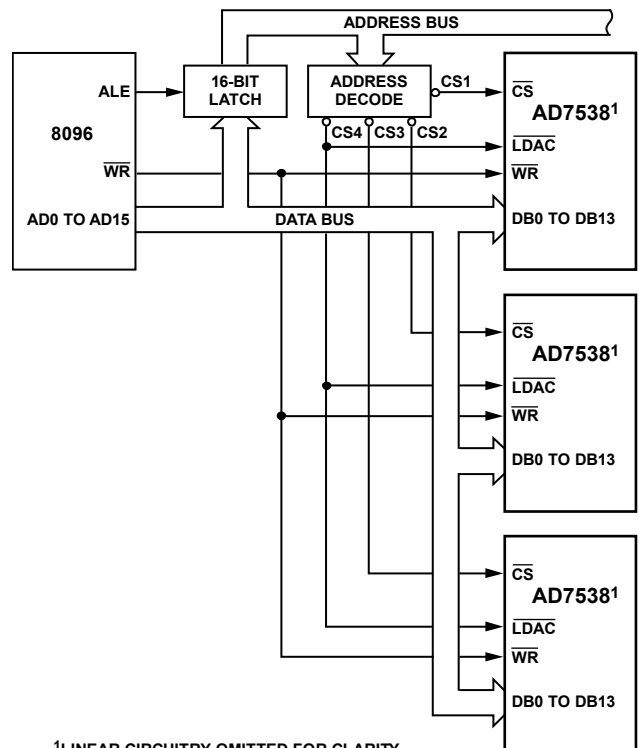 ADDRESS BUS
ALE
16-BIT
LATCH
ADDRESS
DECODE
CS1
CS
AD7538¹
8096
CS4
CS3
CS2
LDAC
WR
WR
AD0 TO AD15
DATA BUS
DB0 TO DB13
CS
AD7538¹
LDAC
WR
DB0 TO DB13
CS
AD7538¹
LDAC
WR
DB0 TO DB13
¹LINEAR CIRCUITRY OMITTED FOR CLARITY